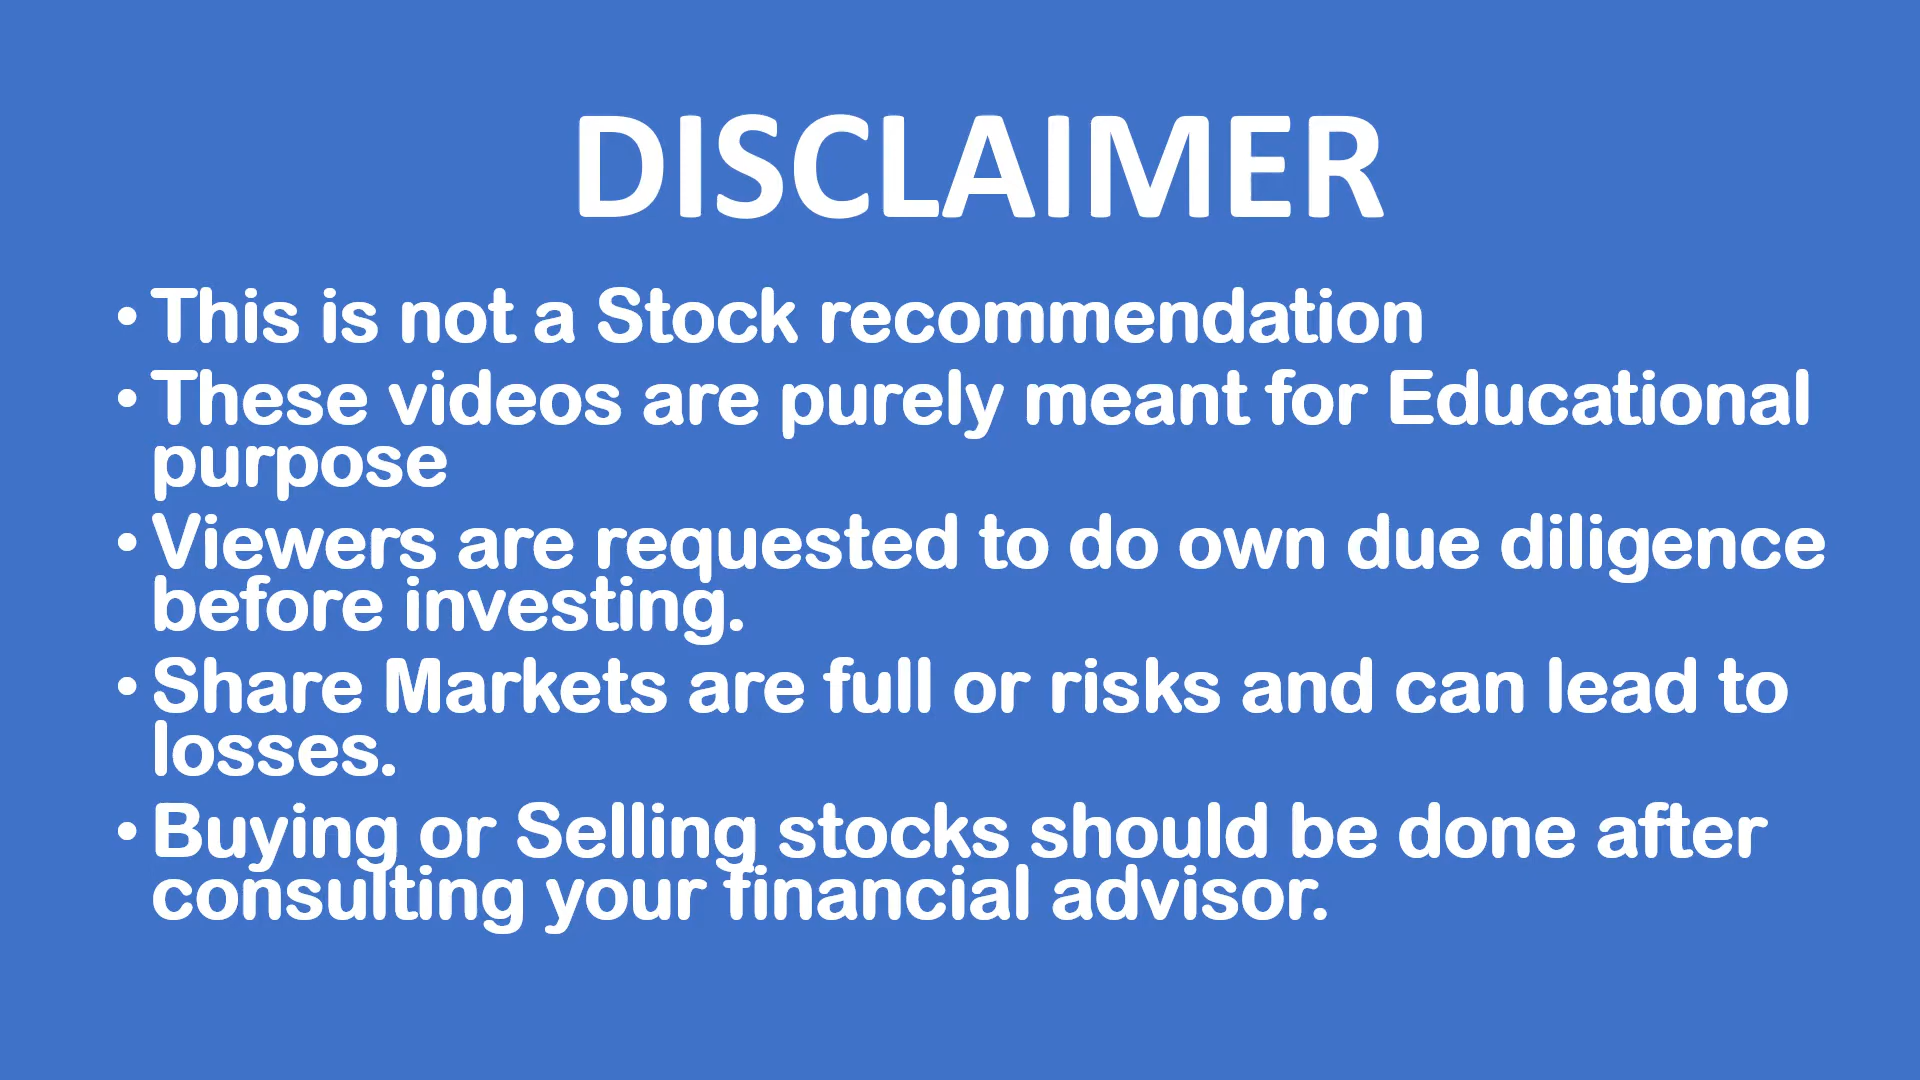 DISCLAIMER
• This is not a Stock recommendation
• These videos are purely meant for Educational
purpose
• Viewers are requested to do own due diligence
before investing.
• Share Markets are full or risks and can lead to
losses.
• Buying or Selling stocks should be done after
consulting your financial advisor.